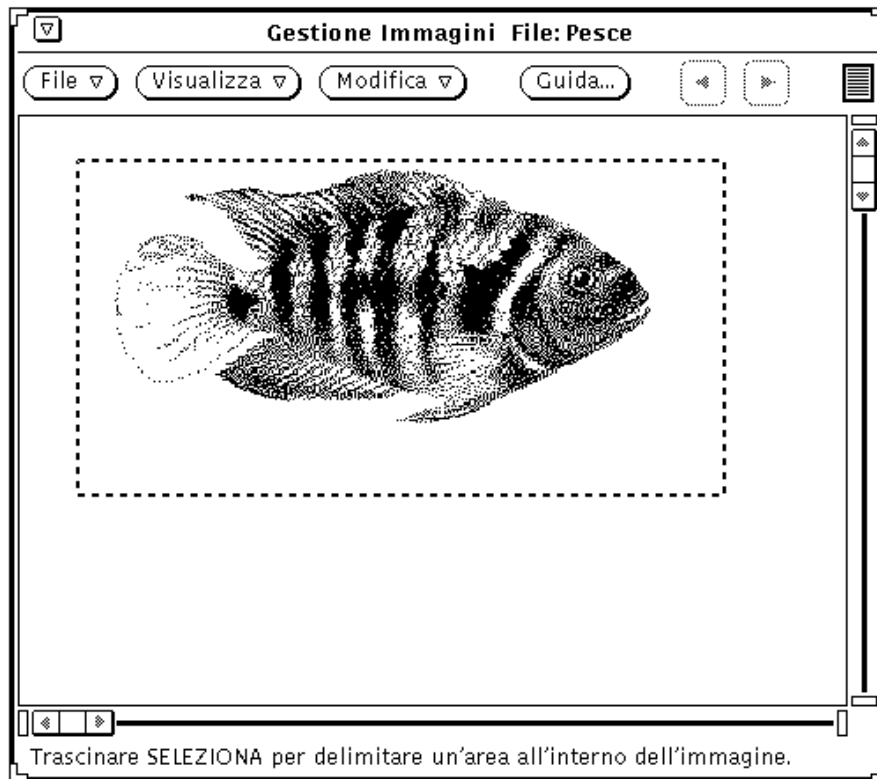 Gestione Immagini File: Pesce
File Visualizza Modifica Guida...
Trascinare SELEZIONA per delimitare un'area all'interno dell'immagine.